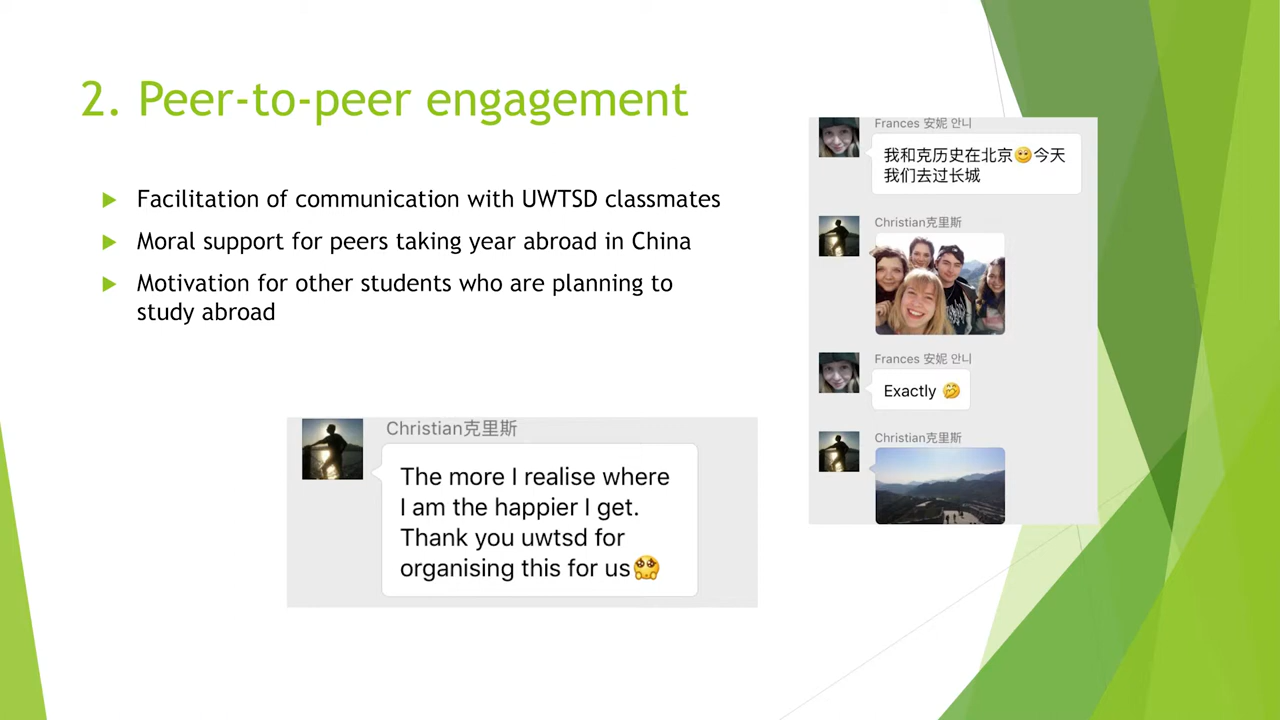 2. Peer-to-peer engagement
Facilitation of communication with UWTSD classmates
Moral support for peers taking year abroad in China
Motivation for other students who are planning to
study abroad
Christian克里斯
The more I realise where
I am the happier I get.
Thank you uwtsd for
organising this for us🥺
Frances 安妮 안니
我和克历史在北京😊今天
我们去过长城
Christian克里斯
Frances 安妮 안니
Exactly 🤣
Christian克里斯